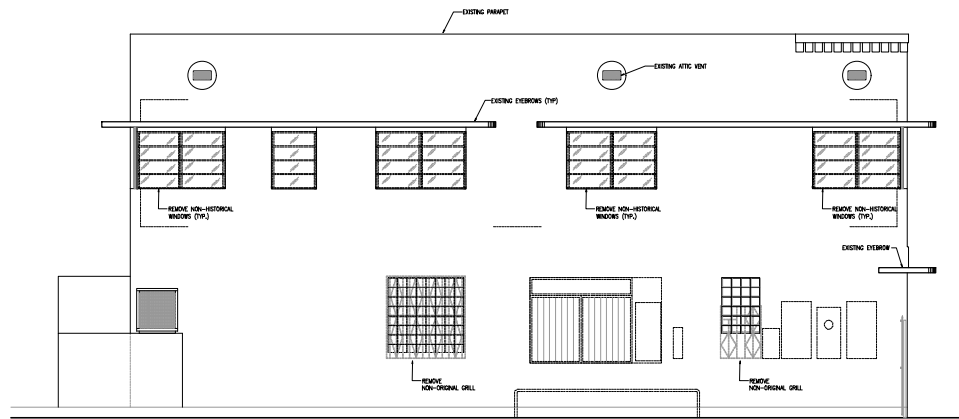 EXISTING PARAPET
EXISTING ATTIC VENT
EXISTING EYEBROWS (TYP)
REMOVE NON-HISTORICAL
WINDOWS (TYP.)
REMOVE NON-HISTORICAL
WINDOWS (TYP.)
REMOVE NON-HISTORICAL
WINDOWS (TYP.)
EXISTING EYEBROW
REMOVE
NON-ORIGINAL GRILL
REMOVE
NON-ORIGINAL GRILL